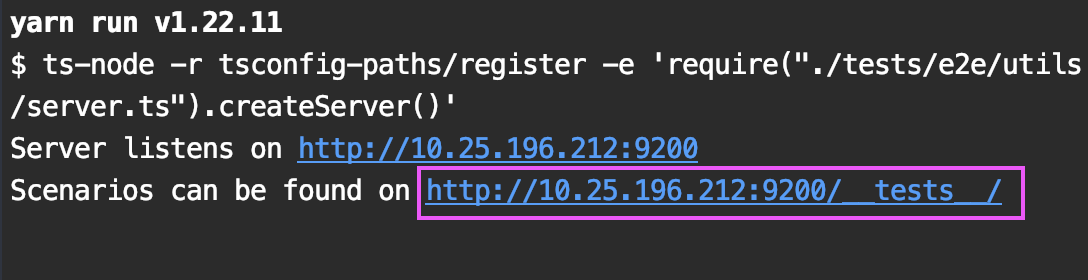 yarn run v1.22.11
$ ts-node -r tsconfig-paths/register -e 'require("./tests/e2e/utils
/server.ts").createServer()'
Server listens on http://10.25.196.212:9200
Scenarios can be found on http://10.25.196.212:9200/__tests__/